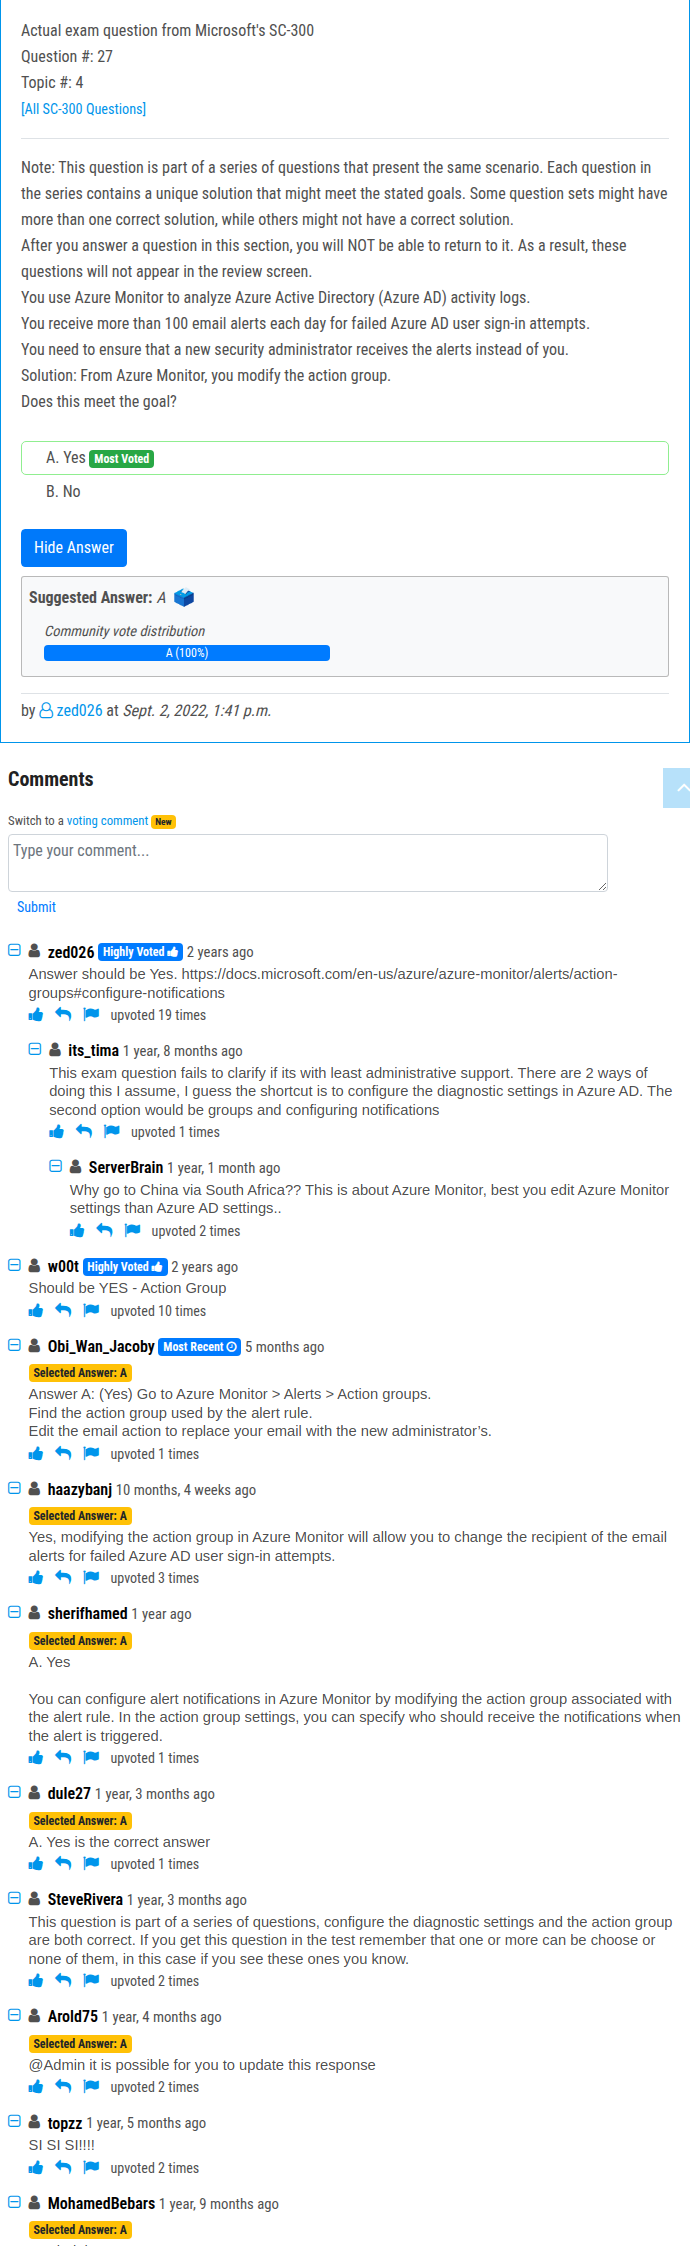 Actual exam question from Microsoft's SC-300
Question #: 27
Topic #: 4
[All SC-300 Questions]
Note: This question is part of a series of questions that present the same scenario. Each question in
the series contains a unique solution that might meet the stated goals. Some question sets might have
more than one correct solution, while others might not have a correct solution.
After you answer a question in this section, you will NOT be able to return to it. As a result, these
questions will not appear in the review screen.
You use Azure Monitor to analyze Azure Active Directory (Azure AD) activity logs.
You receive more than 100 email alerts each day for failed Azure AD user sign-in attempts.
You need to ensure that a new security administrator receives the alerts instead of you.
Solution: From Azure Monitor, you modify the action group.
Does this meet the goal?
A. Yes Most Voted
B. No
Hide Answer
Suggested Answer: A
Community vote distribution
A (100%)
by zed026 at Sept. 2, 2022, 1:41 p.m.
Comments
Switch to a voting comment New
Type your comment...
Submit
zed026 Highly Voted 2 years ago
Answer should be Yes. https://docs.microsoft.com/en-us/azure/azure-monitor/alerts/action-
groups#configure-notifications
upvoted 19 times
its_tima 1 year, 8 months ago
This exam question fails to clarify if its with least administrative support. There are 2 ways of
doing this I assume, I guess the shortcut is to configure the diagnostic settings in Azure AD. The
second option would be groups and configuring notifications
upvoted 1 times
ServerBrain 1 year, 1 month ago
Why go to China via South Africa?? This is about Azure Monitor, best you edit Azure Monitor
settings than Azure AD settings..
upvoted 2 times
w00t Highly Voted 2 years ago
Should be YES - Action Group
upvoted 10 times
Obi_Wan_Jacoby Most Recent 5 months ago
Selected Answer: A
Answer A: (Yes) Go to Azure Monitor > Alerts > Action groups.
Find the action group used by the alert rule.
Edit the email action to replace your email with the new administrator’s.
upvoted 1 times
haazybanj 10 months, 4 weeks ago
Selected Answer: A
Yes, modifying the action group in Azure Monitor will allow you to change the recipient of the email
alerts for failed Azure AD user sign-in attempts.
upvoted 3 times
sherifhamed 1 year ago
Selected Answer: A
A. Yes
You can configure alert notifications in Azure Monitor by modifying the action group associated with
the alert rule. In the action group settings, you can specify who should receive the notifications when
the alert is triggered.
upvoted 1 times
dule27 1 year, 3 months ago
Selected Answer: A
A. Yes is the correct answer
upvoted 1 times
SteveRivera 1 year, 3 months ago
This question is part of a series of questions, configure the diagnostic settings and the action group
are both correct. If you get this question in the test remember that one or more can be choose or
none of them, in this case if you see these ones you know.
upvoted 2 times
Arold75 1 year, 4 months ago
Selected Answer: A
@Admin it is possible for you to update this response
upvoted 2 times
topzz 1 year, 5 months ago
SI SI SI!!!!
upvoted 2 times
MohamedBebars 1 year, 9 months ago
Selected Answer: A